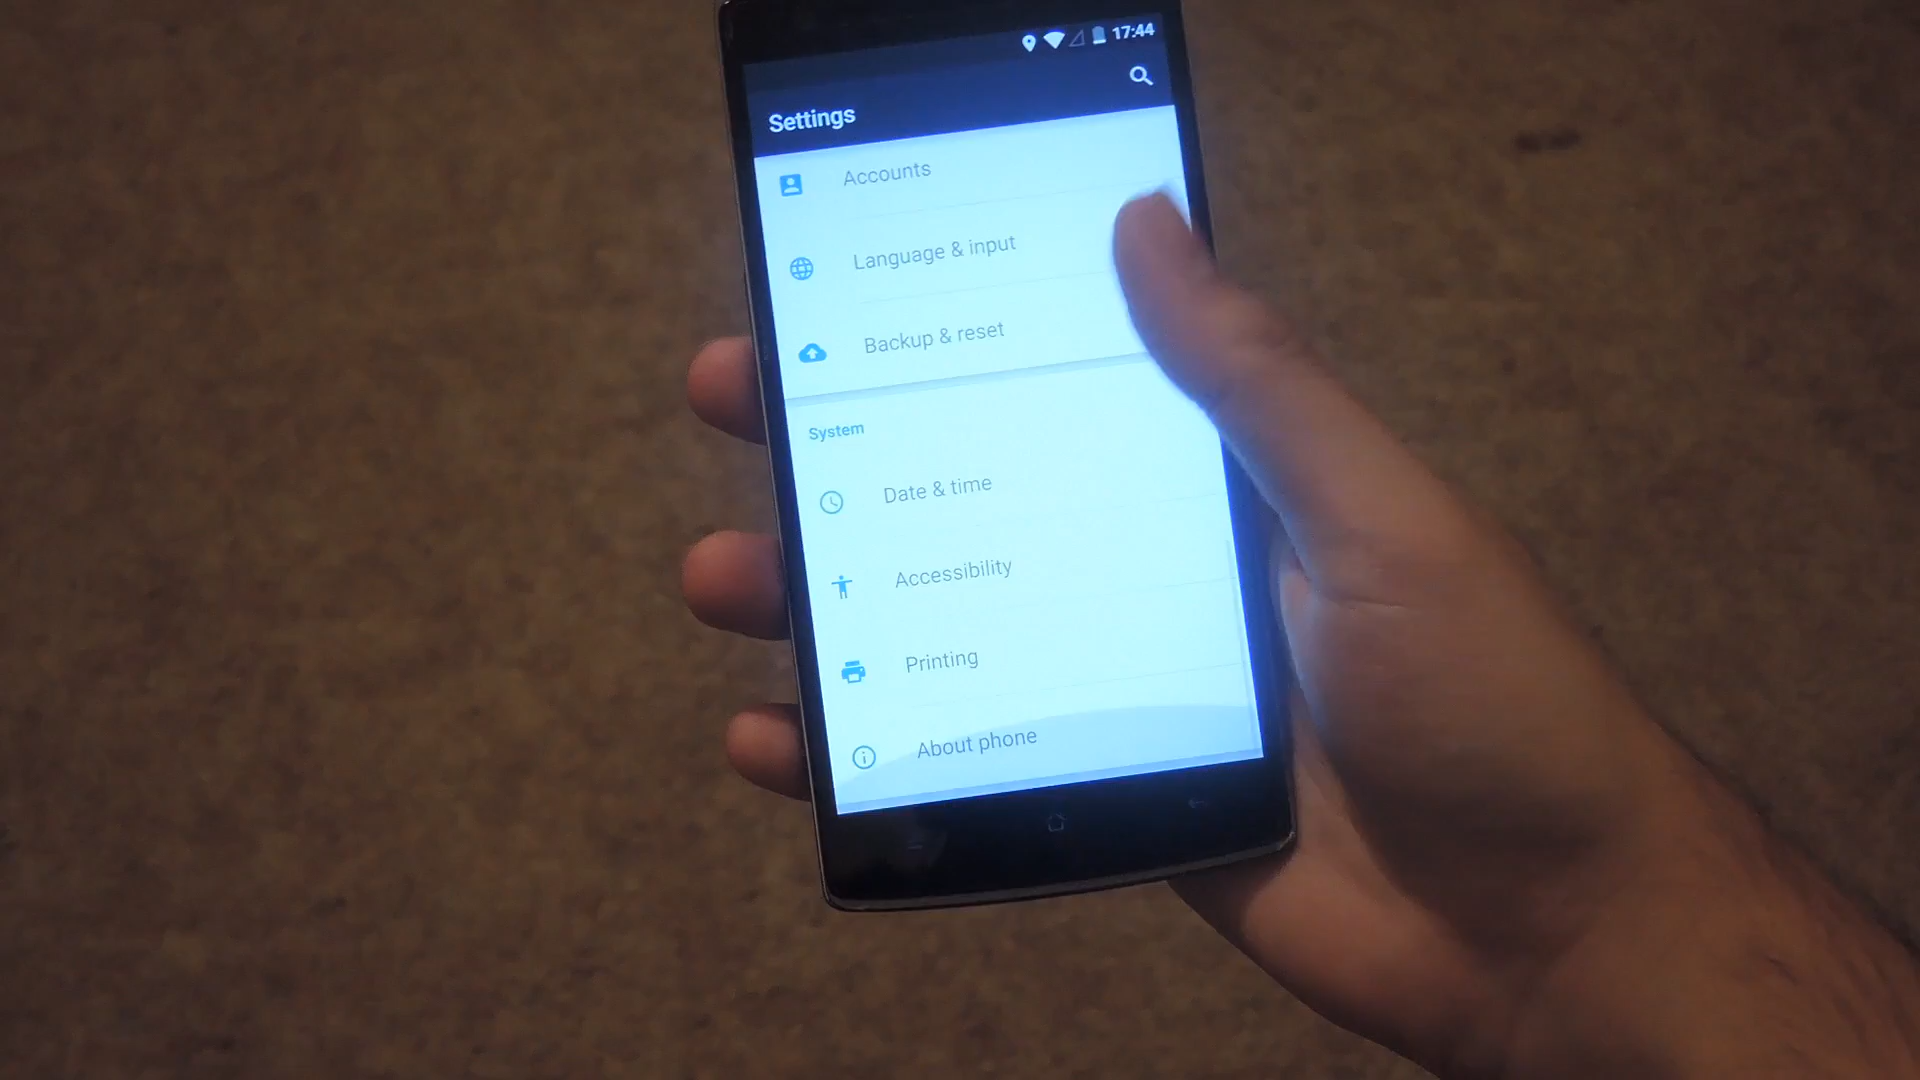 17:44
Settings
Accounts
Language & input
Backup & reset
System
Date & time
Accessibility
Printing
About phone